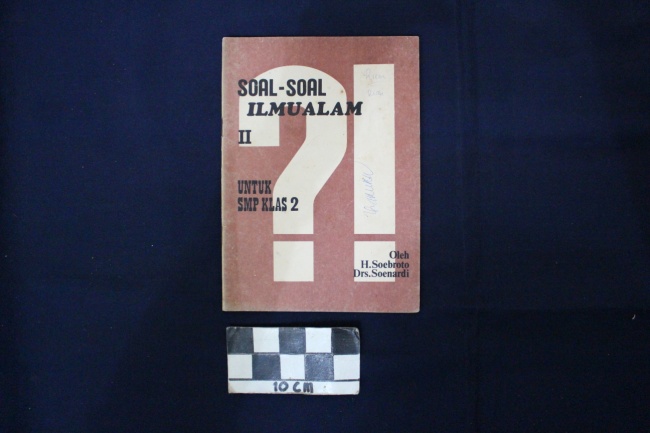 SOAL-SOAL
ILMUALAM
II
UNTUK
SMP KLAS 2
Oleh
H.Soebroto
Drs.Soenardi
10 CM